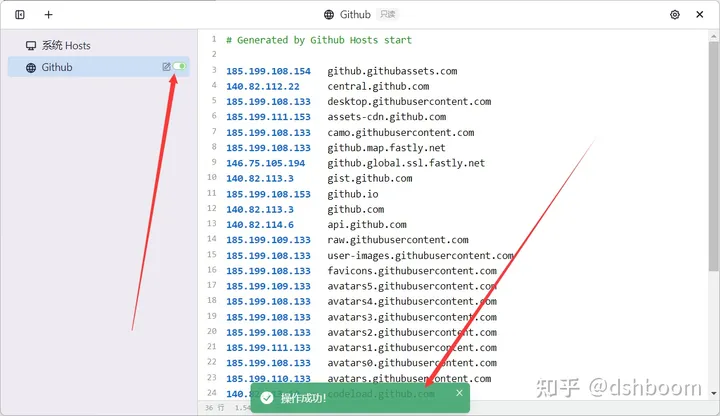 Github 只读
系统 Hosts
Github
1 # Generated by Github Hosts start
2
3 185.199.108.154 github.githubassets.com
4 140.82.112.22 central.github.com
5 185.199.108.133 desktop.githubusercontent.com
6 185.199.111.153 assets-cdn.github.com
7 185.199.108.133 camo.githubusercontent.com
8 185.199.108.133 github.map.fastly.net
9 146.75.105.194 github.global.ssl.fastly.net
10 140.82.113.3 gist.github.com
11 185.199.108.153 github.io
12 140.82.113.3 github.com
13 140.82.114.6 api.github.com
14 185.199.109.133 raw.githubusercontent.com
15 185.199.108.133 user-images.githubusercontent.com
16 185.199.108.133 favicons.githubusercontent.com
17 185.199.109.133 avatars5.githubusercontent.com
18 185.199.108.133 avatars4.githubusercontent.com
19 185.199.108.133 avatars3.githubusercontent.com
20 185.199.108.133 avatars2.githubusercontent.com
21 185.199.111.133 avatars1.githubusercontent.com
22 185.199.108.133 avatars0.githubusercontent.com
23 185.199.110.133 avatars.githubusercontent.com
24 codeload.github.com
操作成功!
36 行
知乎 @dshboom